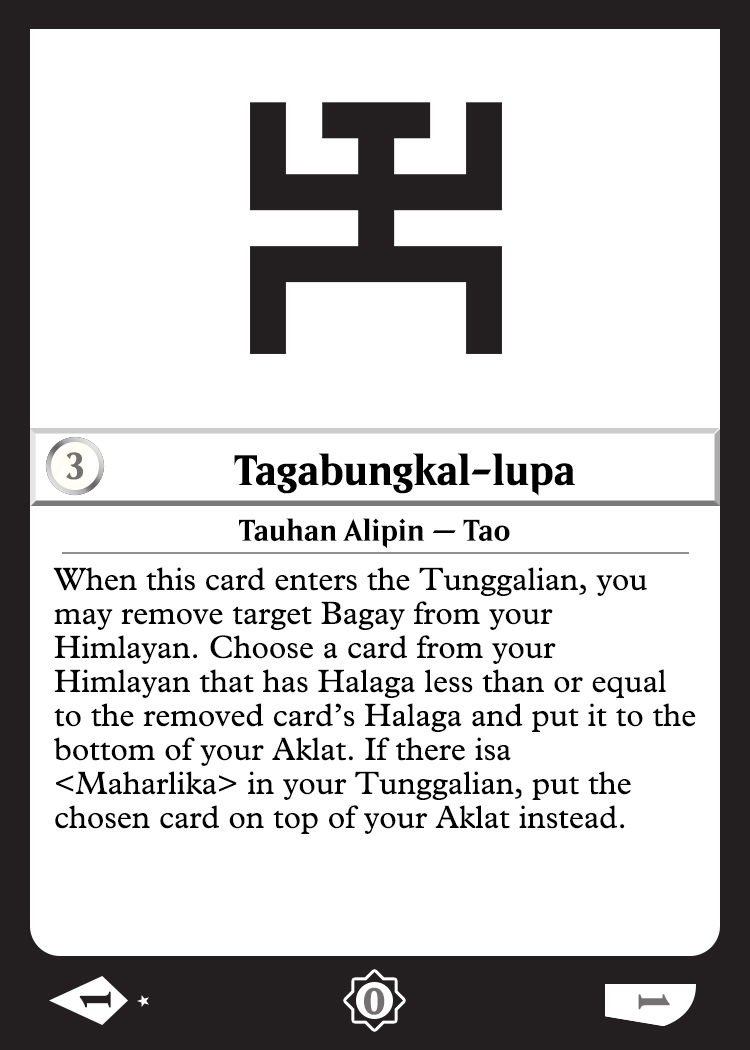 3
Tagabungkal-lupa
Tauhan Alipin — Tao
When this card enters the Tunggalian, you
may remove target Bagay from your
Himlayan. Choose a card from your
Himlayan that has Halaga less than or equal
to the removed card’s Halaga and put it to the
bottom of your Aklat. If there isa
<Maharlika> in your Tunggalian, put the
chosen card on top of your Aklat instead.
1
0
1